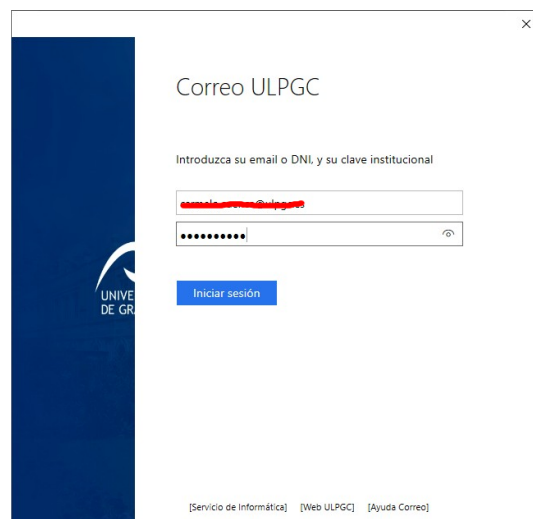 Correo ULPGC
Introduzca su email o DNI, y su clave institucional
UNIVE
DE GR
Iniciar sesión
[Servicio de Informática] [Web ULPGC] [Ayuda Correo]